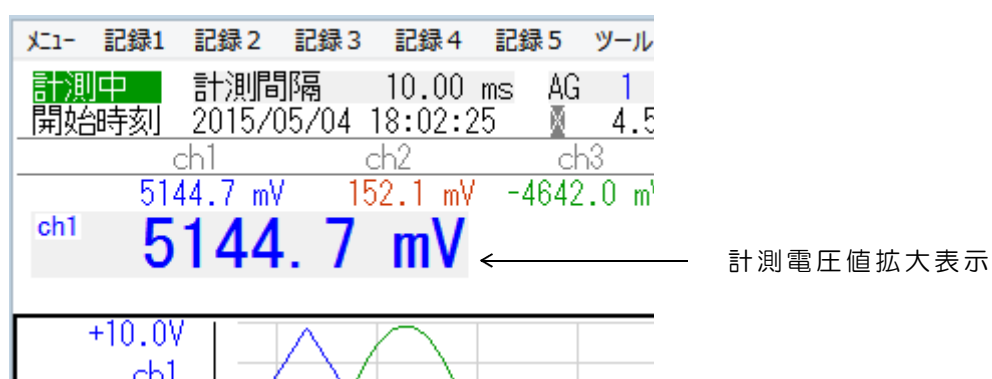 メニュー 記録1 記録2 記録3 記録4 記録5 ツール
計測中 計測間隔 10.00 ms AG 1
開始時刻 2015/05/04 18:02:25 4.5
ch1 ch2 ch3
5144.7 mV 152.1 mV -4642.0 m
ch1 5144.7 mV
計測電圧値拡大表示
+10.0V
ch1